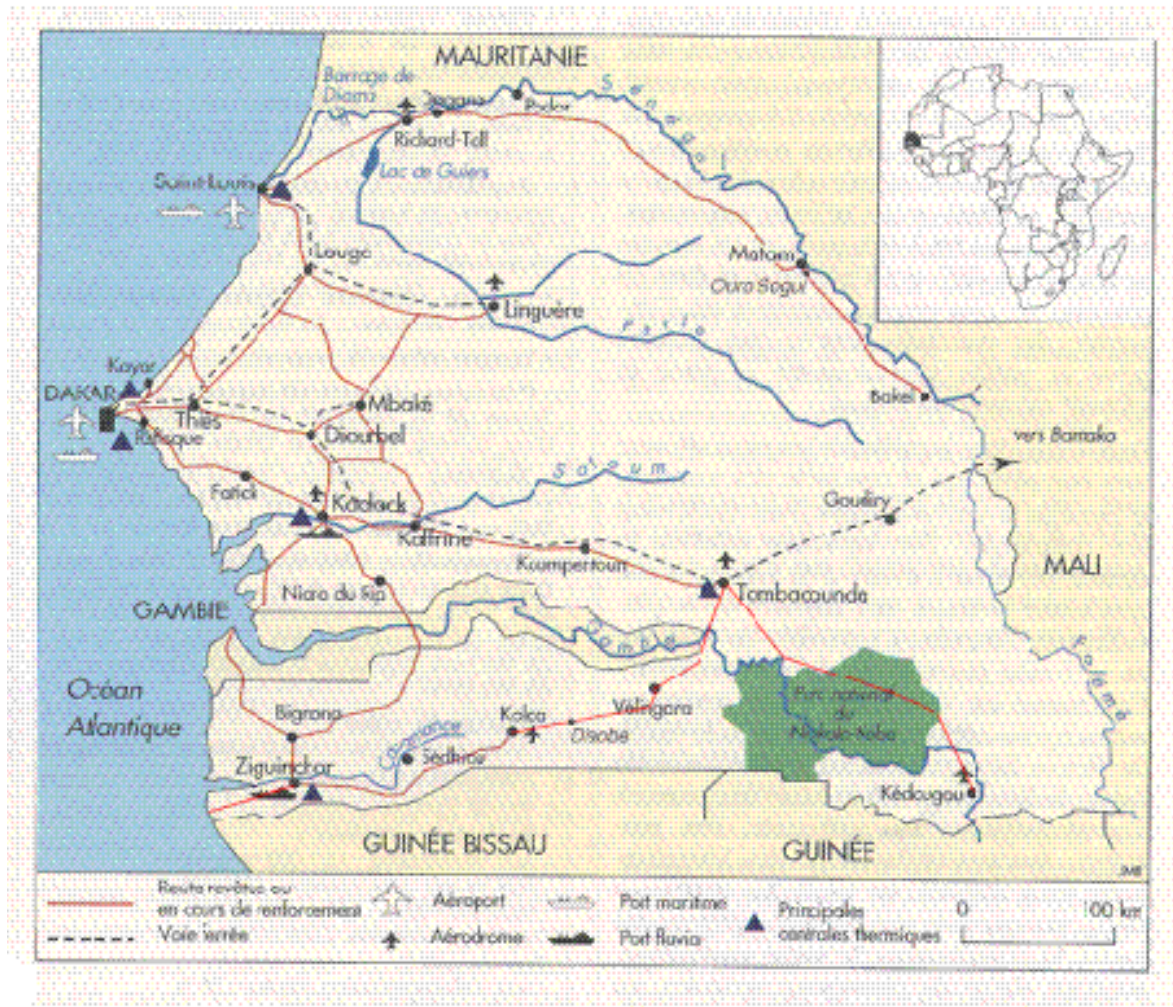 MAURITANIE
Barrage de
Diama
Podor
Sénégal
Richard-Toll
Lac de Guiers
Saint-Louis
Louga
Matam
Ouro Sogui
Linguère
Ferlo
Kayar
DAKAR
Thiès
Mbaké
Bakel
Rufisque
Diourbel
vers Bamako
Saloum
Fatick
Kaolack
Goudiry
Kaffrine
Koumpentoun
MALI
Nioro du Rip
Tambacounda
GAMBIE
Gambie
Falémé
Océan
Atlantique
Parc national
du
Niokolo-Koba
Vélingara
Bignona
Kolda
Diaobé
Sédhiou
Ziguinchor
Kédougou
GUINÉE BISSAU
GUINÉE
JMB
Route revêtue ou
en cours de renforcement
Aéroport
Port maritime
Principales
centrales thermiques
0
100 km
Voie ferrée
Aérodrome
Port fluvial